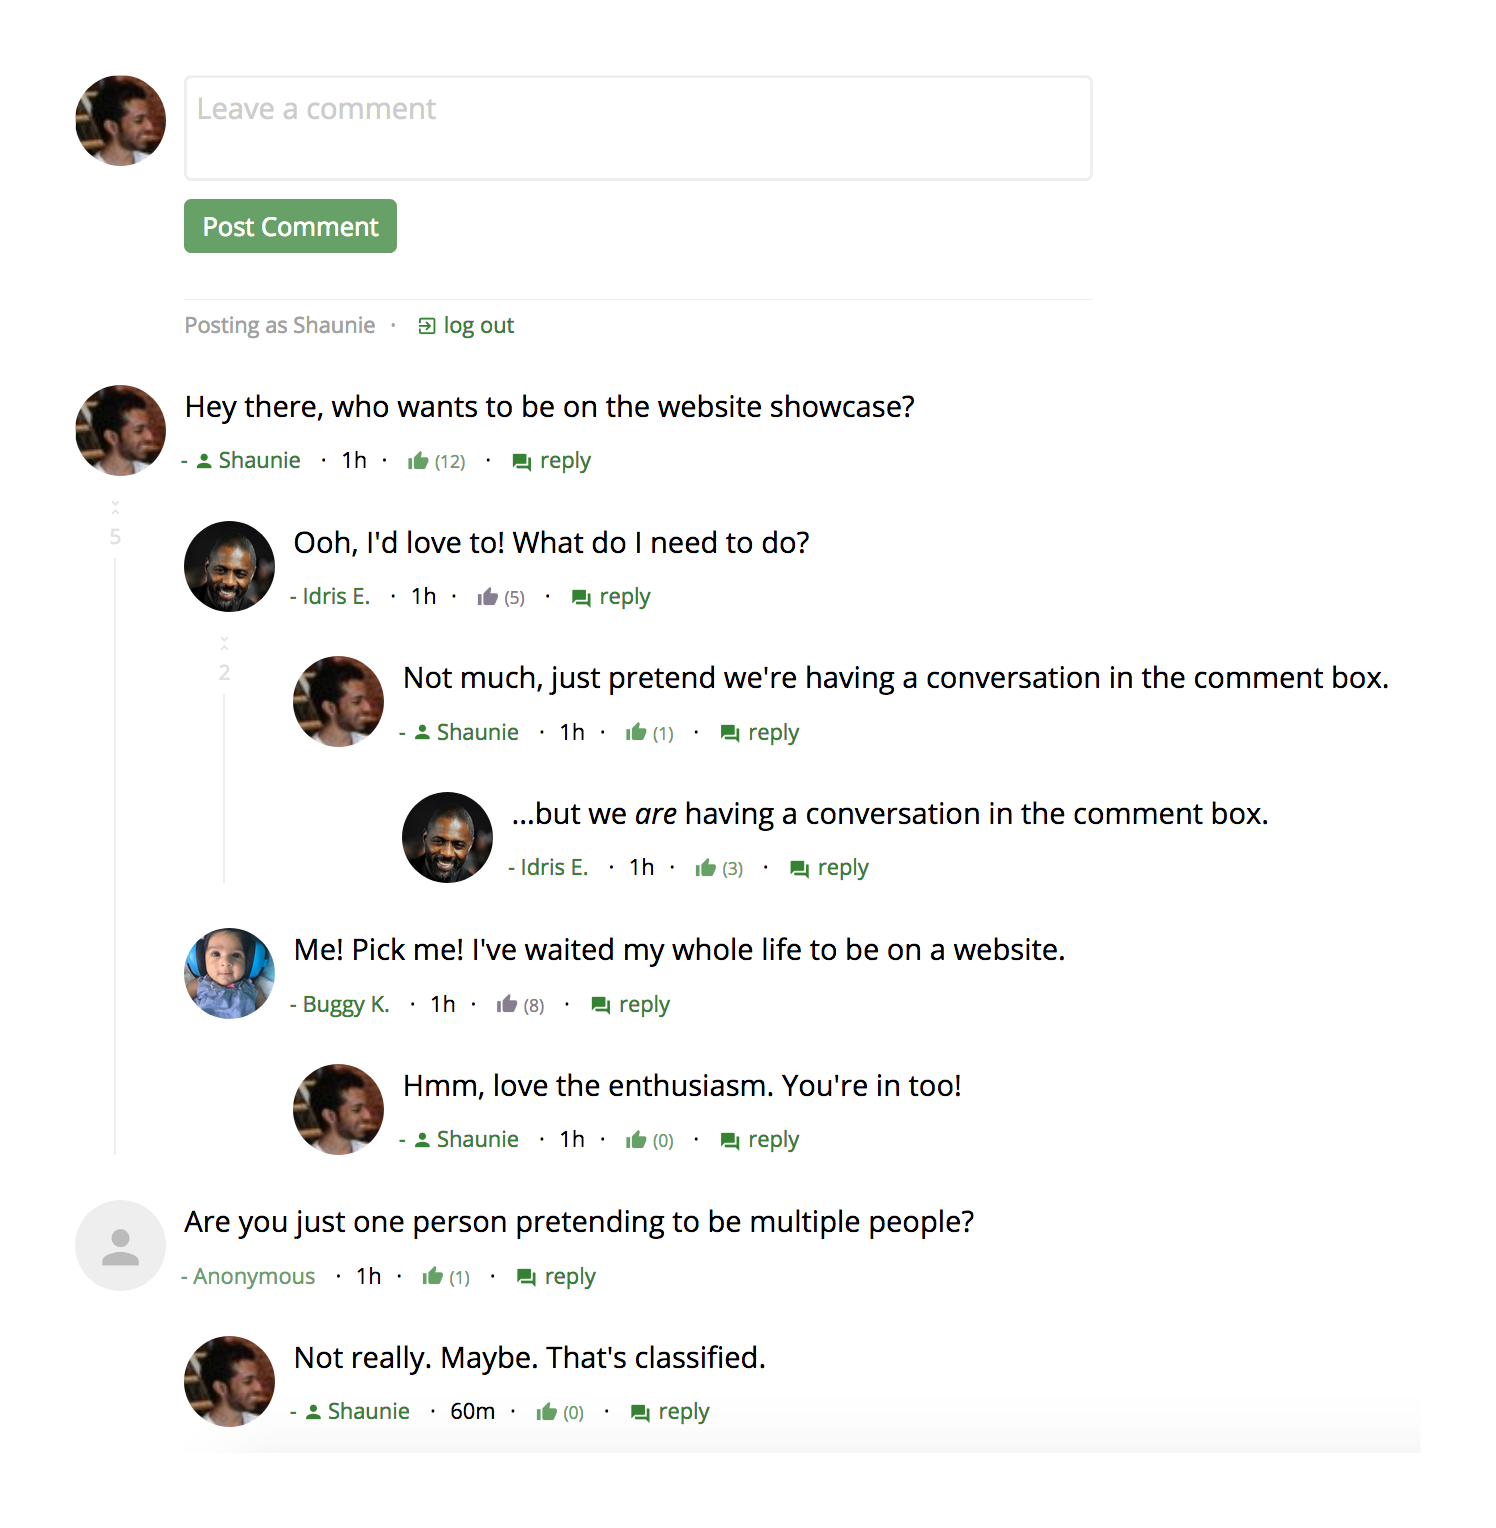 Leave a comment
Post Comment
Posting as Shaunie · log out
Hey there, who wants to be on the website showcase?
- Shaunie · 1h · (12) · reply
5
Ooh, I'd love to! What do I need to do?
- Idris E. · 1h · (5) · reply
2
Not much, just pretend we're having a conversation in the comment box.
- Shaunie · 1h · (1) · reply
...but we are having a conversation in the comment box.
- Idris E. · 1h · (3) · reply
Me! Pick me! I've waited my whole life to be on a website.
- Buggy K. · 1h · (8) · reply
Hmm, love the enthusiasm. You're in too!
- Shaunie · 1h · (0) · reply
Are you just one person pretending to be multiple people?
- Anonymous · 1h · (1) · reply
Not really. Maybe. That's classified.
- Shaunie · 60m · (0) · reply